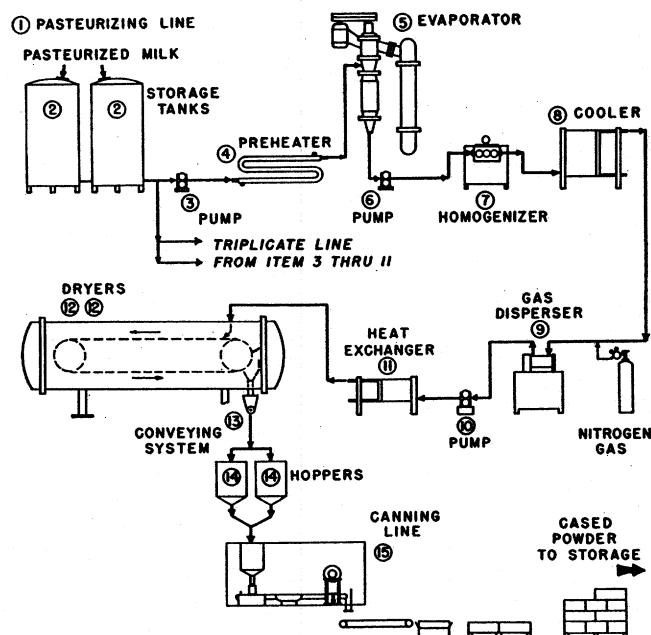 ① PASTEURIZING LINE
PASTEURIZED MILK
② ②
STORAGE
TANKS
③
PUMP
④
PREHEATER
⑤ EVAPORATOR
⑥
PUMP
⑦
HOMOGENIZER
⑧ COOLER
TRIPLICATE LINE
FROM ITEM 3 THRU 11
GAS
DISPERSER
⑨
NITROGEN
GAS
⑩
PUMP
HEAT
EXCHANGER
⑪
DRYERS
⑫ ⑫
⑬
CONVEYING
SYSTEM
⑭ ⑭ HOPPERS
CANNING
LINE
⑮
CASED
POWDER
TO STORAGE